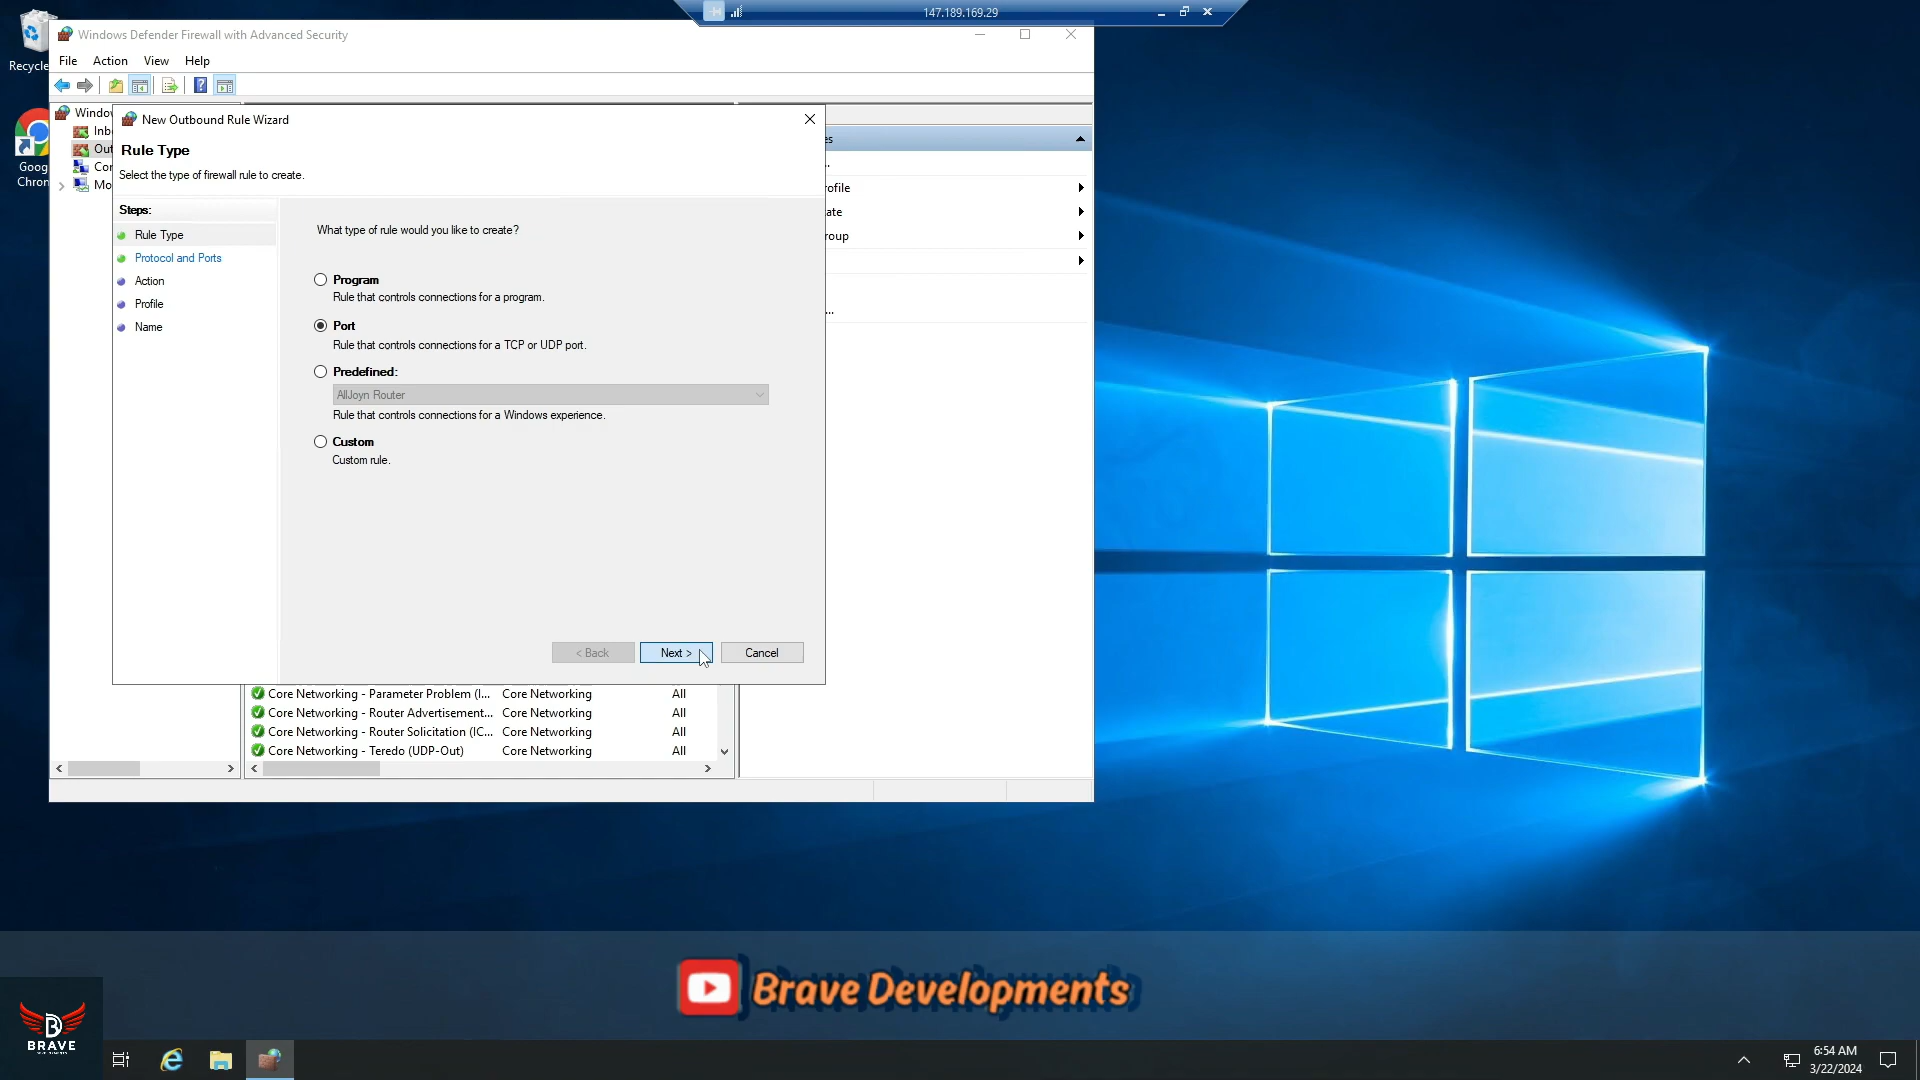 147.189.169.29
Recycle
Windows Defender Firewall with Advanced Security
File Action View Help
Window
Inb
Out
Cor
Mo
Goog
Chron
New Outbound Rule Wizard
Rule Type
Select the type of firewall rule to create.
Steps:
Rule Type
Protocol and Ports
Action
Profile
Name
What type of rule would you like to create?
Program
Rule that controls connections for a program.
Port
Rule that controls connections for a TCP or UDP port.
Predefined:
AllJoyn Router
Rule that controls connections for a Windows experience.
Custom
Custom rule.
< Back Next > Cancel
es
...
rofile
ate
roup
...
Core Networking - Parameter Problem (I... Core Networking All
Core Networking - Router Advertisement... Core Networking All
Core Networking - Router Solicitation (IC... Core Networking All
Core Networking - Teredo (UDP-Out) Core Networking All
Brave Developments
B
BRAVE
6:54 AM
3/22/2024